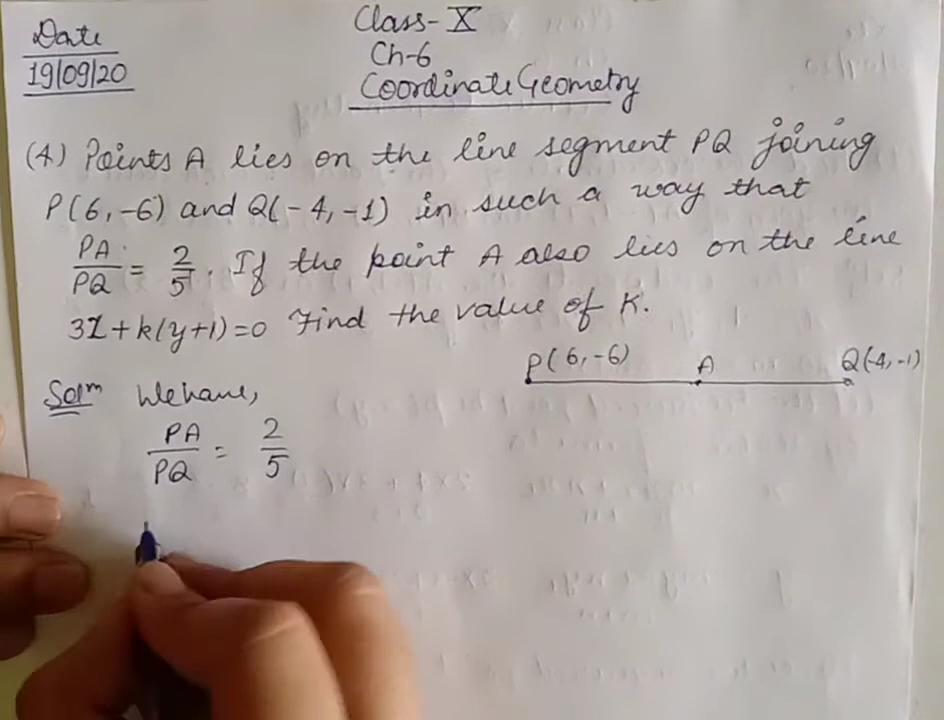 Date
19/09/20
Class-X
Ch-6
Coordinate Geometry
(4) Points A lies on the line segment PQ joining
P(6,-6) and Q(-4,-1) in such a way that
PA/PQ = 2/5. If the point A also lies on the line
3x+k(y+1)=0 Find the value of K.
P(6,-6) A Q(-4,-1)
Soln We have,
PA/PQ = 2/5